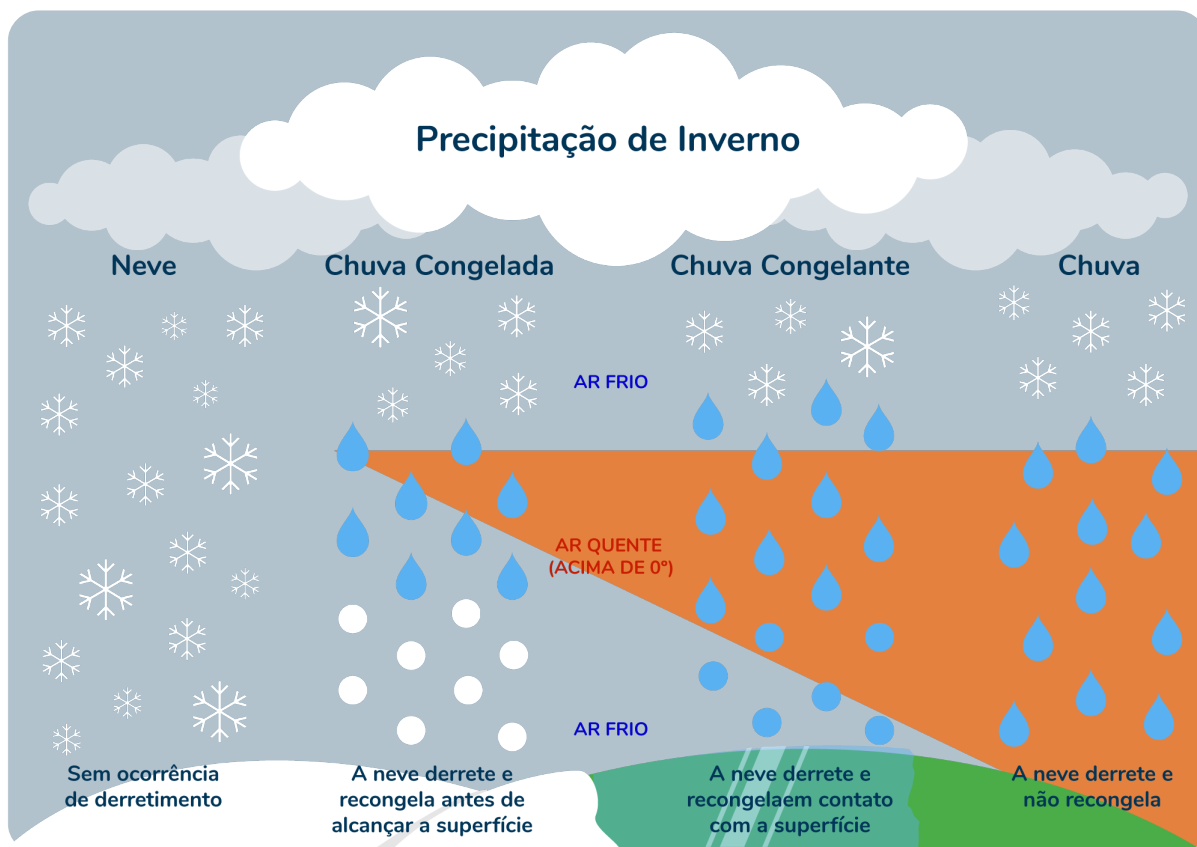 Precipitação de Inverno
Neve
Chuva Congelada
Chuva Congelante
Chuva
AR FRIO
AR QUENTE
(ACIMA DE 0º)
AR FRIO
Sem ocorrência
de derretimento
A neve derrete e
recongela antes de
alcançar a superfície
A neve derrete e
recongelaem contato
com a superfície
A neve derrete e
não recongela